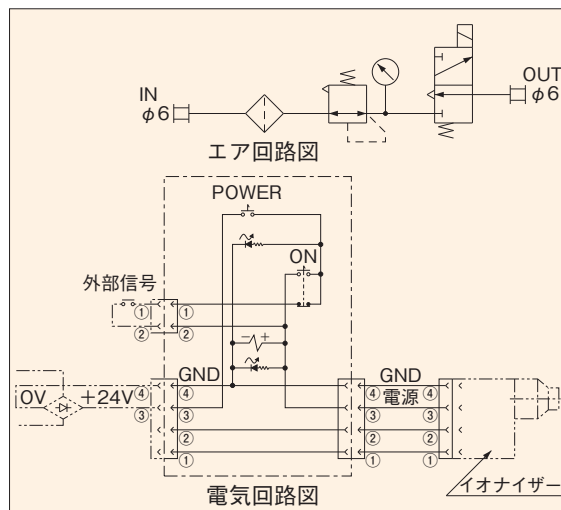 IN
φ6
OUT
φ6
エア回路図
POWER
ON
外部信号
① ①
② ②
GND
GND
0V
+24V
④ ④ ④ ④
③ ③ 電源 ③ ③
② ② ②
① ① ①
イオナイザー
電気回路図
- +